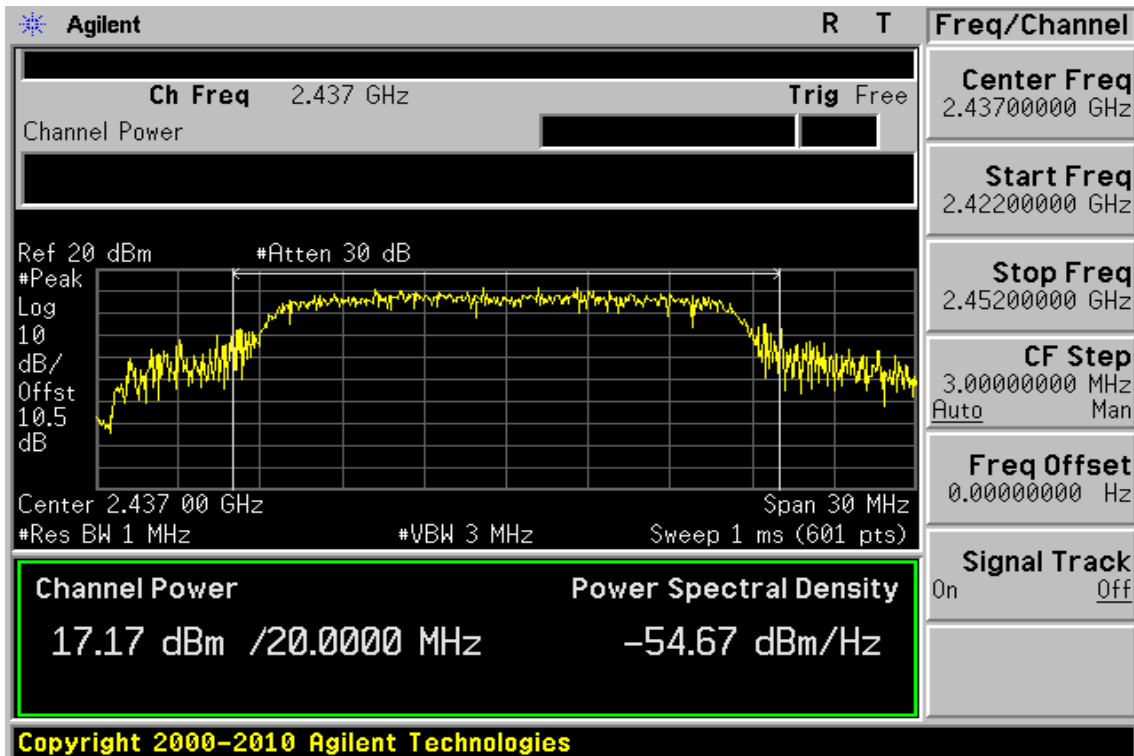 Agilent R T Freq/Channel
Ch Freq 2.437 GHz Trig Free
Channel Power
Center Freq
2.43700000 GHz
Start Freq
2.42200000 GHz
Stop Freq
2.45200000 GHz
CF Step
3.00000000 MHz
Auto Man
Freq Offset
0.00000000 Hz
Signal Track
On Off
Ref 20 dBm #Atten 30 dB
#Peak
Log
10
dB/
Offst
10.5
dB
Center 2.437 00 GHz Span 30 MHz
#Res BW 1 MHz #VBW 3 MHz Sweep 1 ms (601 pts)
Channel Power Power Spectral Density
17.17 dBm /20.0000 MHz -54.67 dBm/Hz
Copyright 2000-2010 Agilent Technologies